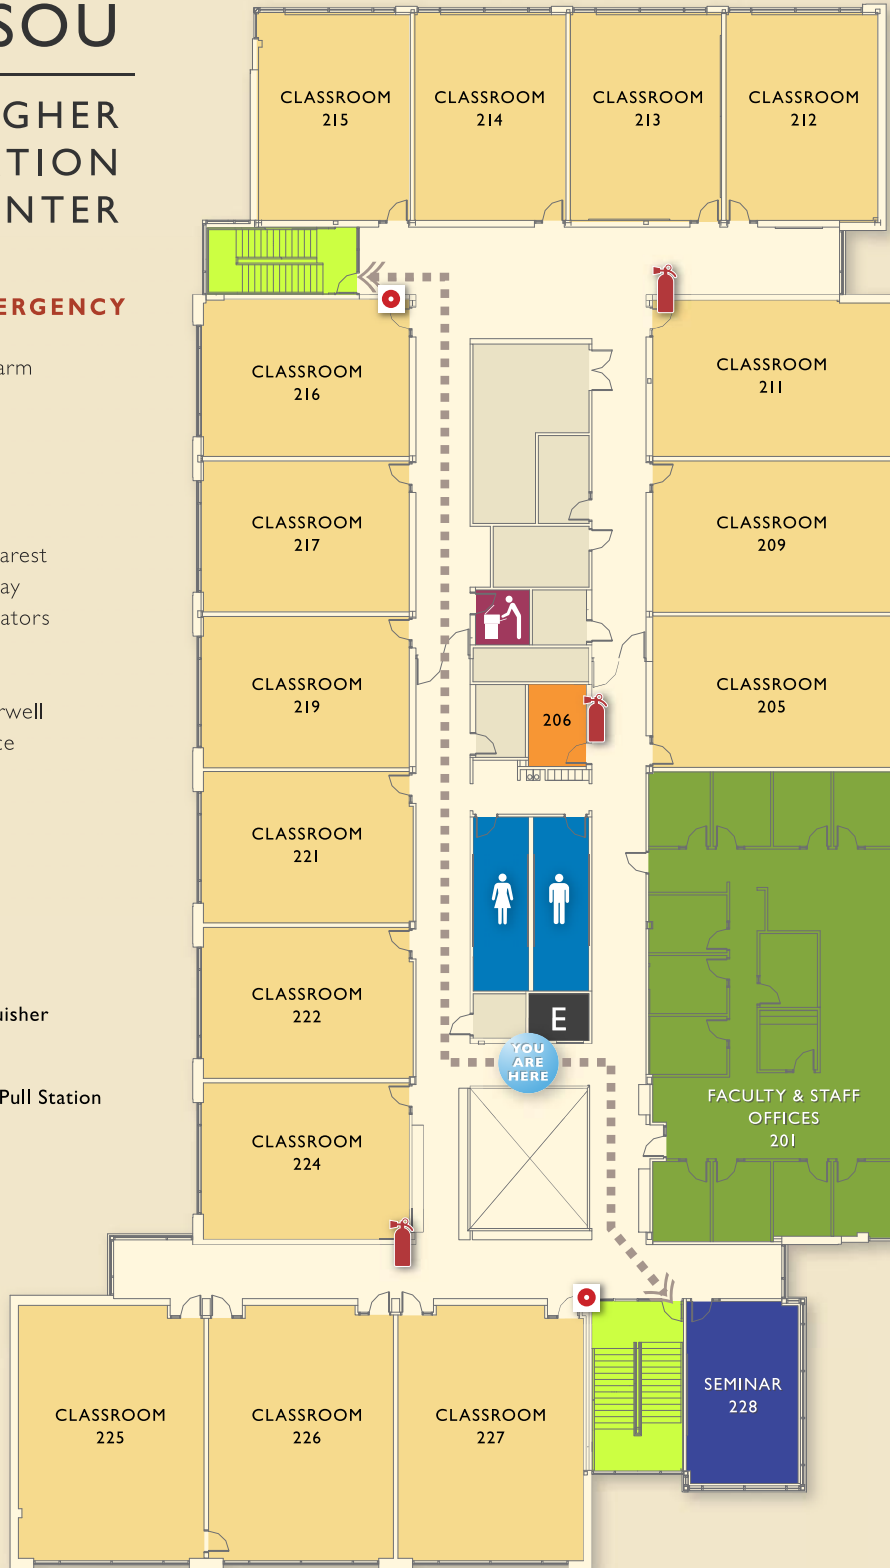 SOU
GHER
TION
NTER
ERGENCY
arm
arest
ay
ators
rwell
ce
uisher
Pull Station
CLASSROOM
215
CLASSROOM
214
CLASSROOM
213
CLASSROOM
212
CLASSROOM
216
CLASSROOM
211
CLASSROOM
217
CLASSROOM
209
CLASSROOM
219
206
CLASSROOM
205
CLASSROOM
221
CLASSROOM
222
E
YOU
ARE
HERE
FACULTY & STAFF
OFFICES
201
CLASSROOM
224
CLASSROOM
225
CLASSROOM
226
CLASSROOM
227
SEMINAR
228